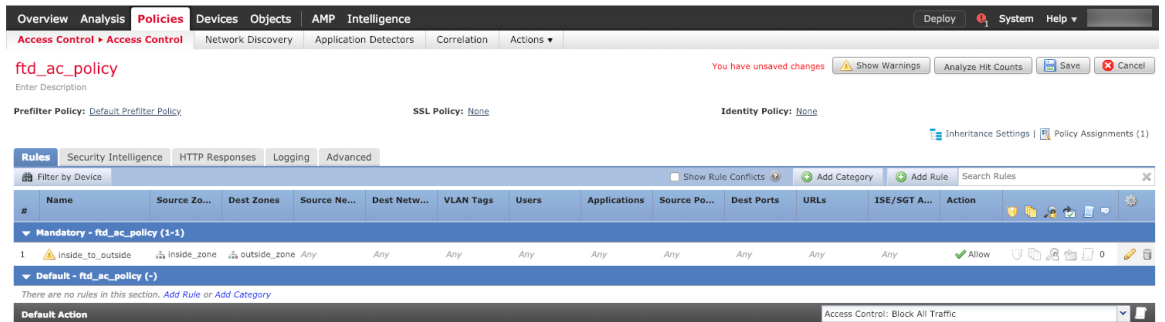 Overview Analysis Policies Devices Objects AMP Intelligence Deploy 1 System Help
Access Control ▸ Access Control Network Discovery Application Detectors Correlation Actions
ftd_ac_policy
You have unsaved changes Show Warnings Analyze Hit Counts Save Cancel
Enter Description
Prefilter Policy: Default Prefilter Policy SSL Policy: None Identity Policy: None
Inheritance Settings | Policy Assignments (1)
Rules Security Intelligence HTTP Responses Logging Advanced
Filter by Device Show Rule Conflicts Add Category Add Rule Search Rules
# Name Source Zo... Dest Zones Source Ne... Dest Netw... VLAN Tags Users Applications Source Po... Dest Ports URLs ISE/SGT A... Action
Mandatory - ftd_ac_policy (1-1)
1 inside_to_outside inside_zone outside_zone Any Any Any Any Any Any Any Any Any Allow 0
Default - ftd_ac_policy (-)
There are no rules in this section. Add Rule or Add Category
Default Action Access Control: Block All Traffic